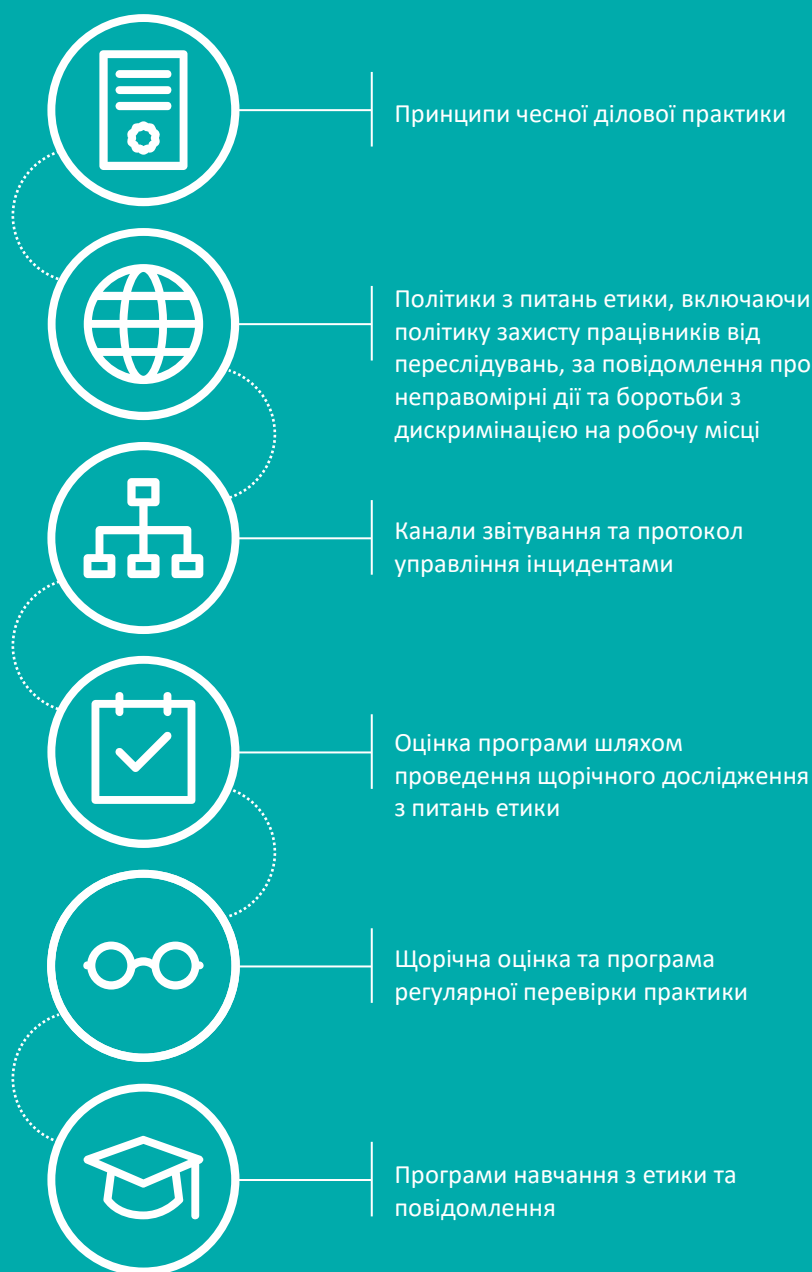 Принципи чесної ділової практики
Політики з питань етики, включаючи
політику захисту працівників від
переслідувань, за повідомлення про
неправомірні дії та боротьби з
дискримінацією на робочу місці
Канали звітування та протокол
управління інцидентами
Оцінка програми шляхом
проведення щорічного дослідження
з питань етики
Щорічна оцінка та програма
регулярної перевірки практики
Програми навчання з етики та
повідомлення